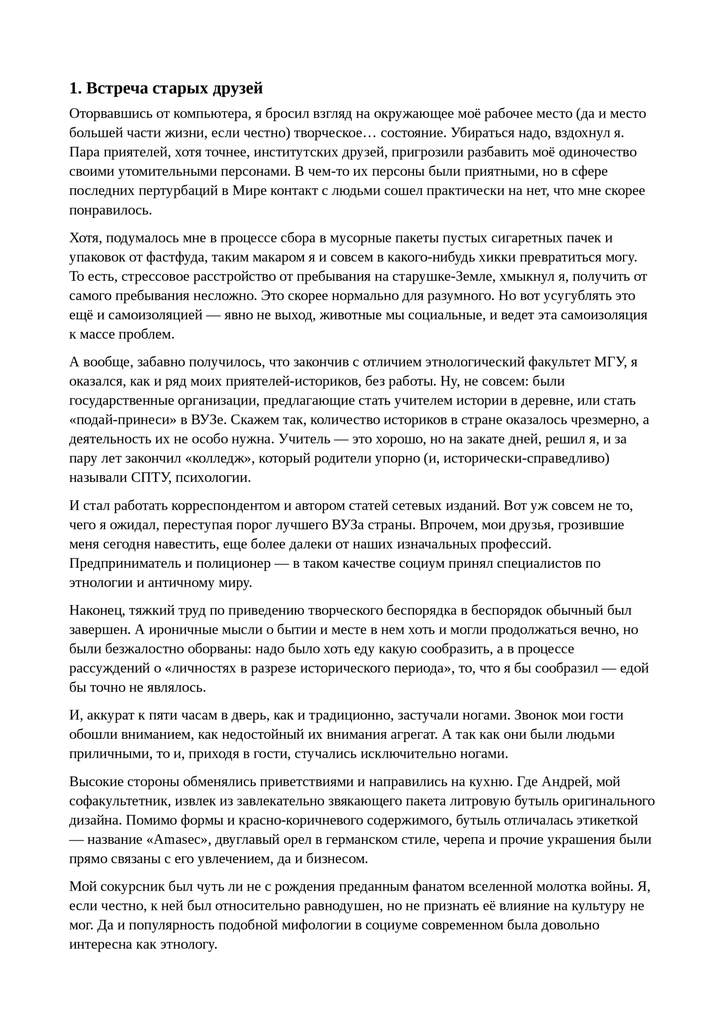 1. Встреча старых друзей
Оторвавшись от компьютера, я бросил взгляд на окружающее моё рабочее место (да и место
большей части жизни, если честно) творческое… состояние. Убираться надо, вздохнул я.
Пара приятелей, хотя точнее, институтских друзей, пригрозили разбавить моё одиночество
своими утомительными персонами. В чем-то их персоны были приятными, но в сфере
последних пертурбаций в Мире контакт с людьми сошел практически на нет, что мне скорее
понравилось.
Хотя, подумалось мне в процессе сбора в мусорные пакеты пустых сигаретных пачек и
упаковок от фастфуда, таким макаром я и совсем в какого-нибудь хикки превратиться могу.
То есть, стрессовое расстройство от пребывания на старушке-Земле, хмыкнул я, получить от
самого пребывания несложно. Это скорее нормально для разумного. Но вот усугублять это
ещё и самоизоляцией — явно не выход, животные мы социальные, и ведет эта самоизоляция
к массе проблем.
А вообще, забавно получилось, что закончив с отличием этнологический факультет МГУ, я
оказался, как и ряд моих приятелей-историков, без работы. Ну, не совсем: были
государственные организации, предлагающие стать учителем истории в деревне, или стать
«подай-принеси» в ВУЗе. Скажем так, количество историков в стране оказалось чрезмерно, а
деятельность их не особо нужна. Учитель — это хорошо, но на закате дней, решил я, и за
пару лет закончил «колледж», который родители упорно (и, исторически-справедливо)
называли СПТУ, психологии.
И стал работать корреспондентом и автором статей сетевых изданий. Вот уж совсем не то,
чего я ожидал, переступая порог лучшего ВУЗа страны. Впрочем, мои друзья, грозившие
меня сегодня навестить, еще более далеки от наших изначальных профессий.
Предприниматель и полиционер — в таком качестве социум принял специалистов по
этнологии и античному миру.
Наконец, тяжкий труд по приведению творческого беспорядка в беспорядок обычный был
завершен. А ироничные мысли о бытии и месте в нем хоть и могли продолжаться вечно, но
были безжалостно оборваны: надо было хоть еду какую сообразить, а в процессе
рассуждений о «личностях в разрезе исторического периода», то, что я бы сообразил — едой
бы точно не являлось.
И, аккурат к пяти часам в дверь, как и традиционно, застучали ногами. Звонок мои гости
обошли вниманием, как недостойный их внимания агрегат. А так как они были людьми
приличными, то и, приходя в гости, стучались исключительно ногами.
Высокие стороны обменялись приветствиями и направились на кухню. Где Андрей, мой
софакультетник, извлек из завлекательно звякающего пакета литровую бутыль оригинального
дизайна. Помимо формы и красно-коричневого содержимого, бутыль отличалась этикеткой
— название «Amasec», двуглавый орел в германском стиле, черепа и прочие украшения были
прямо связаны с его увлечением, да и бизнесом.
Мой сокурсник был чуть ли не с рождения преданным фанатом вселенной молотка войны. Я,
если честно, к ней был относительно равнодушен, но не признать её влияние на культуру не
мог. Да и популярность подобной мифологии в социуме современном была довольно
интересна как этнологу.